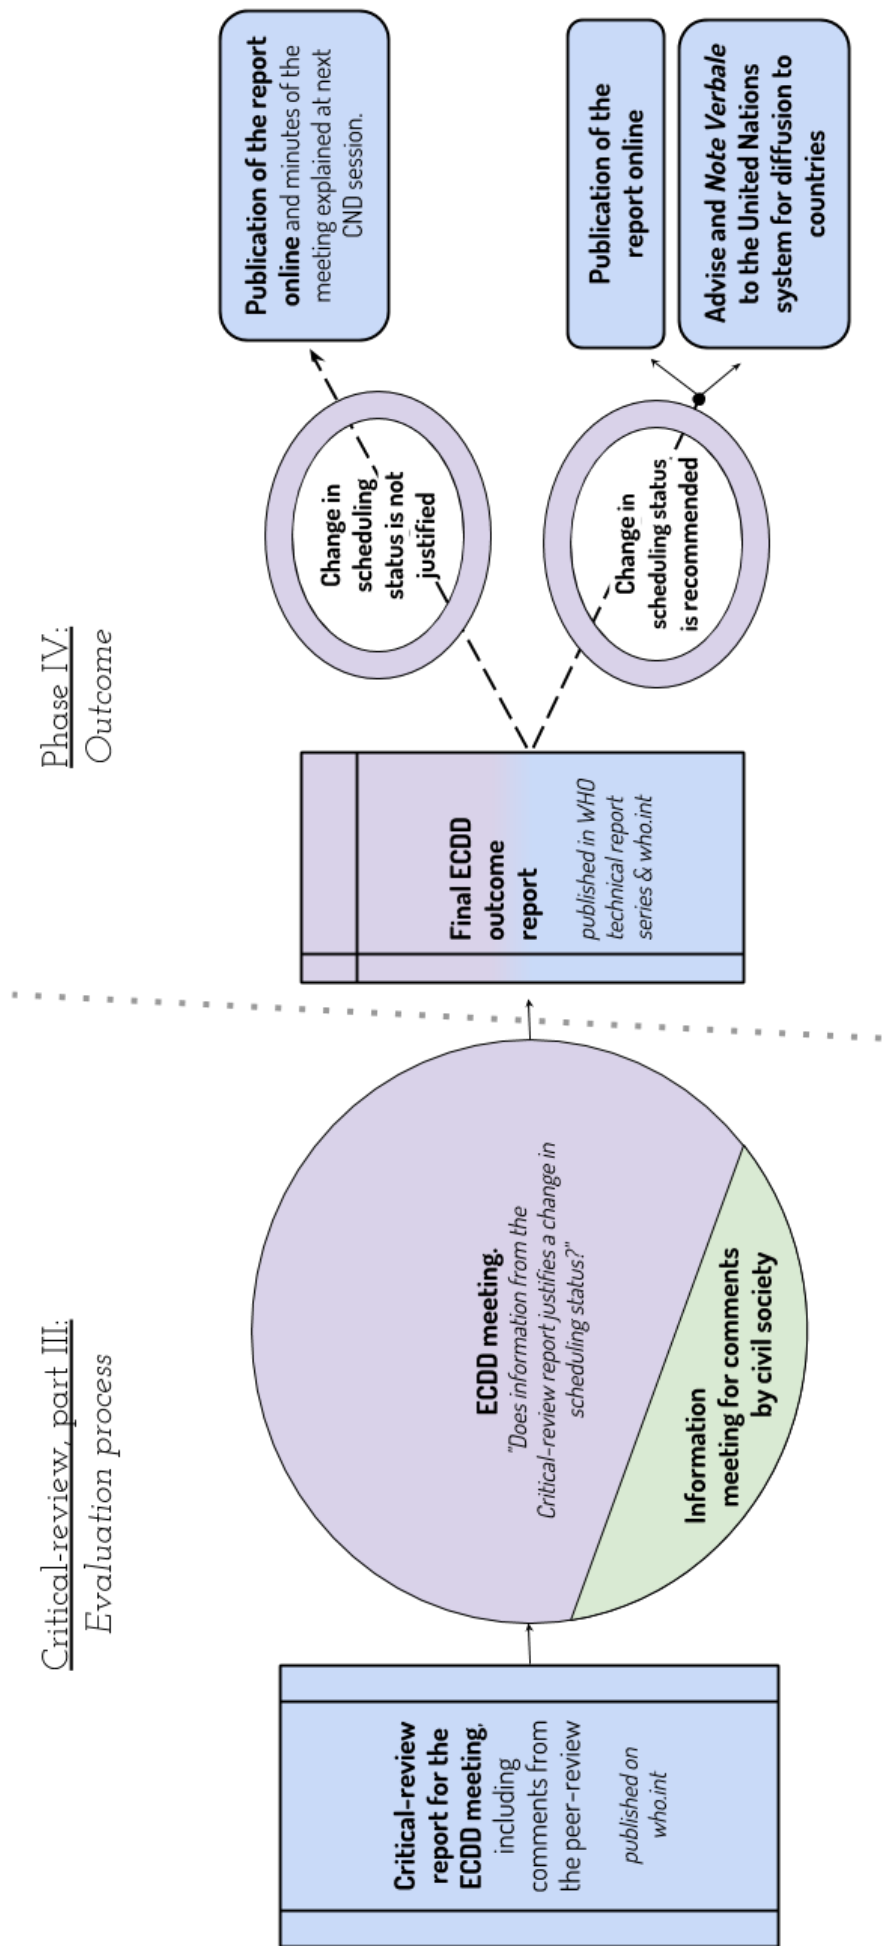 Critical-review, part III:
Evaluation process
Critical-review
report for the
ECDD meeting,
including
comments from
the peer-review
published on
who.int
ECDD meeting.
"Does information from the
Critical-review report justifies a change in
scheduling status?"
Information
meeting for comments
by civil society
Phase IV:
Outcome
Final ECDD
outcome
report
published in WHO
technical report
series & who.int
Change in
scheduling
status is not
justified
Change in
scheduling status
is recommended
Publication of the report
online and minutes of the
meeting explained at next
CND session.
Publication of the
report online
Advise and Note Verbale
to the United Nations
system for diffusion to
countries